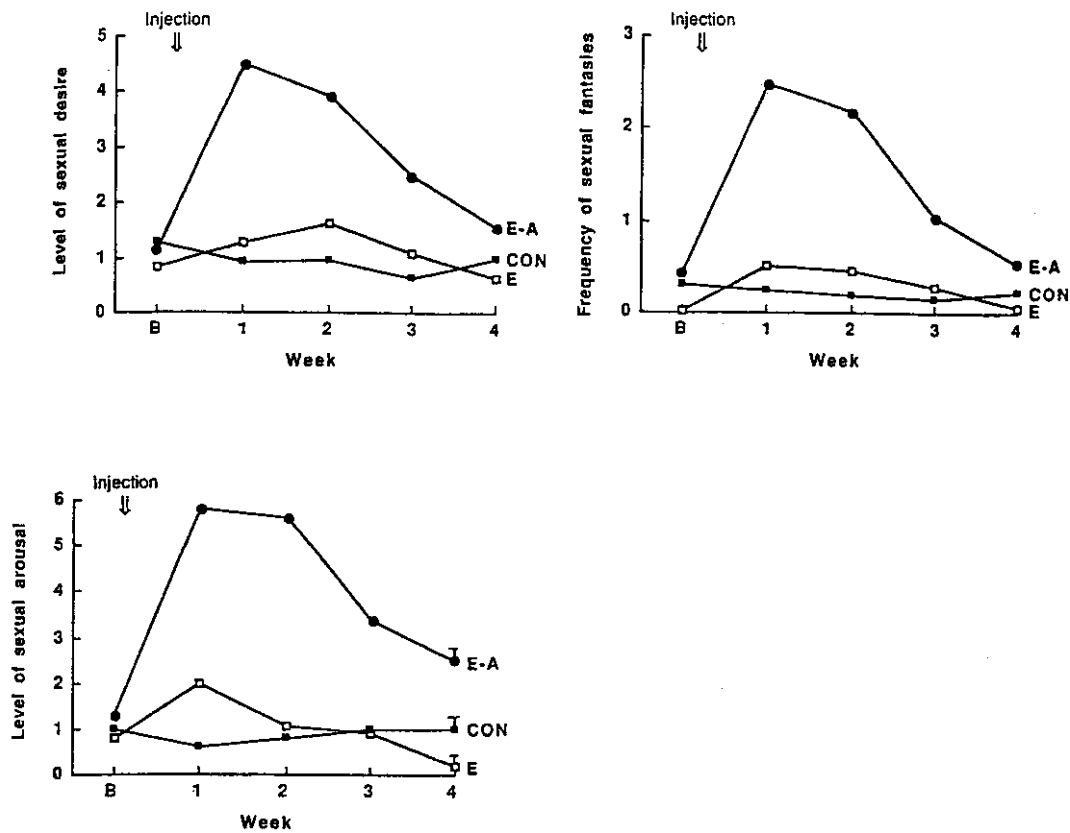 Injection
⇓
Level of sexual desire
5
4
3
2
1
0
E-A
CON
E
B 1 2 3 4
Week
Injection
⇓
Frequency of sexual fantasies
3
2
1
0
E-A
CON
E
B 1 2 3 4
Week
Injection
⇓
Level of sexual arousal
6
5
4
3
2
1
0
E-A
CON
E
B 1 2 3 4
Week